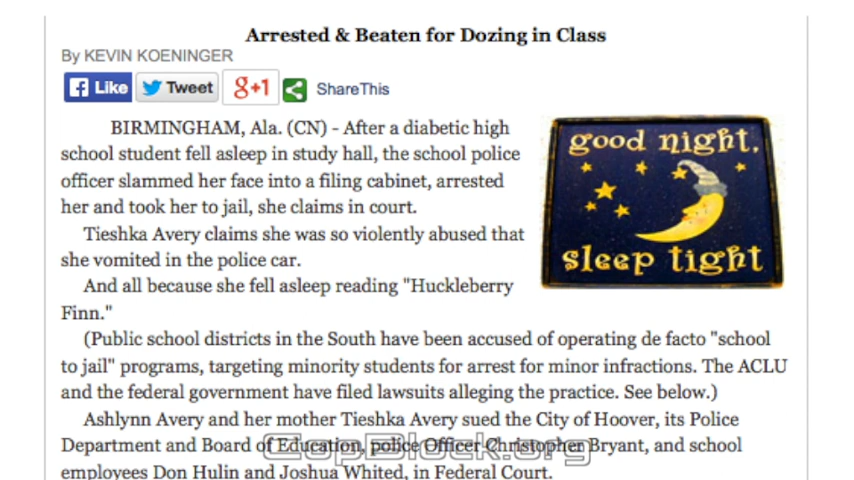 Arrested & Beaten for Dozing in Class
By KEVIN KOENINGER
Like Tweet g+1 ShareThis
BIRMINGHAM, Ala. (CN) - After a diabetic high
school student fell asleep in study hall, the school police
officer slammed her face into a filing cabinet, arrested
her and took her to jail, she claims in court.
Tieshka Avery claims she was so violently abused that
she vomited in the police car.
And all because she fell asleep reading "Huckleberry
Finn."
good night,
sleep tight
(Public school districts in the South have been accused of operating de facto "school
to jail" programs, targeting minority students for arrest for minor infractions. The ACLU
and the federal government have filed lawsuits alleging the practice. See below.)
Ashlynn Avery and her mother Tieshka Avery sued the City of Hoover, its Police
Department and Board of Education, police Officer Christopher Bryant, and school
CopBlock.org
employees Don Hulin and Joshua Whited, in Federal Court.